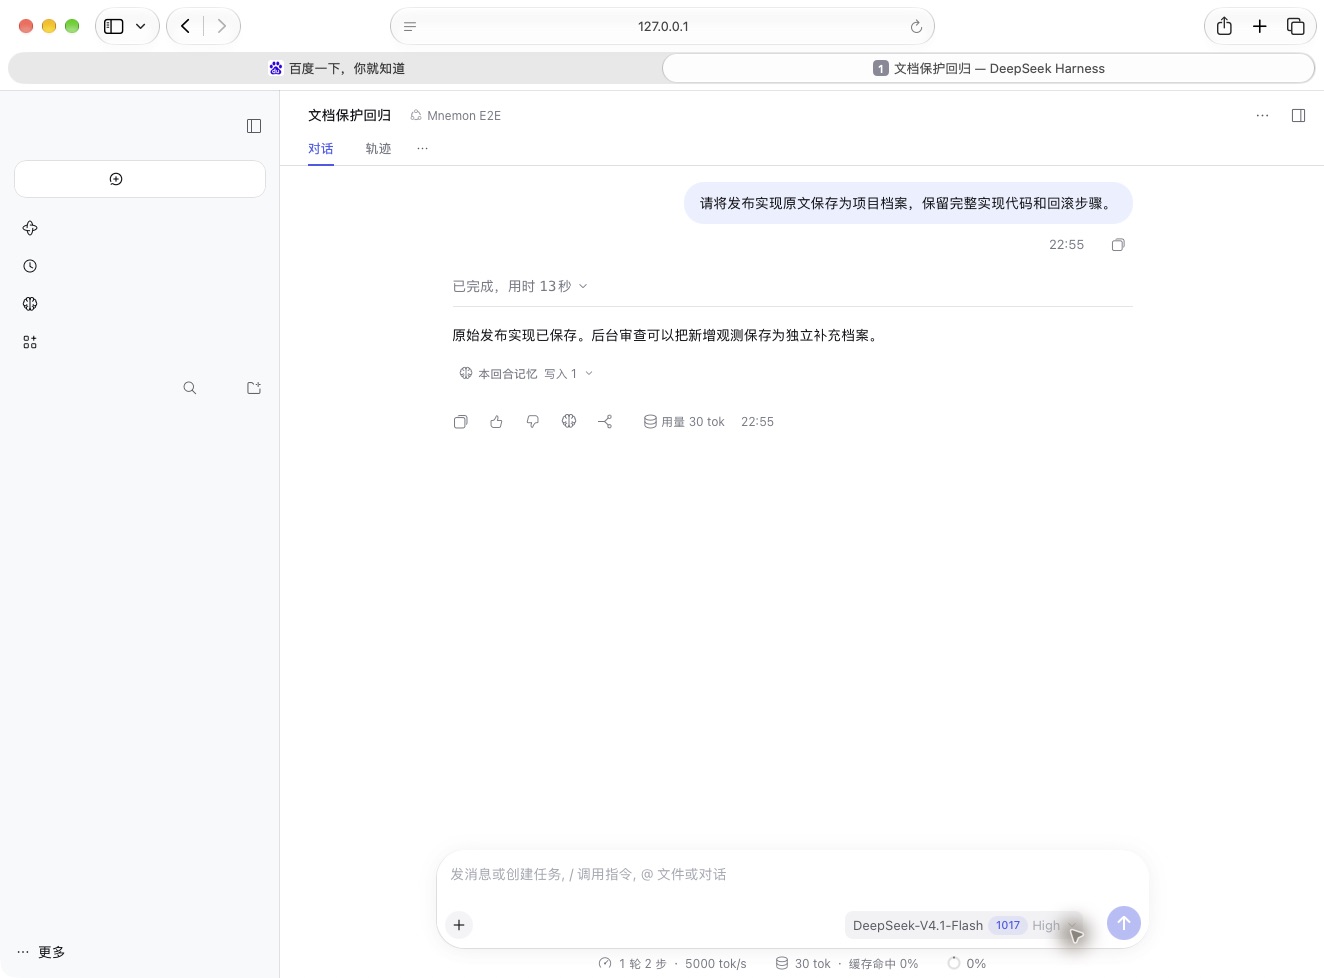 127.0.0.1
百度一下，你就知道
1 文档保护回归 — DeepSeek Harness
文档保护回归 Mnemon E2E ···
对话 轨迹 ···
请将发布实现原文保存为项目档案，保留完整实现代码和回滚步骤。
22:55
已完成，用时 13秒
原始发布实现已保存。后台审查可以把新增观测保存为独立补充档案。
本回合记忆 写入 1
用量 30 tok 22:55
发消息或创建任务, / 调用指令, @ 文件或对话
DeepSeek-V4.1-Flash 1017 High
··· 更多
1 轮 2 步 · 5000 tok/s 30 tok · 缓存命中 0% 0%